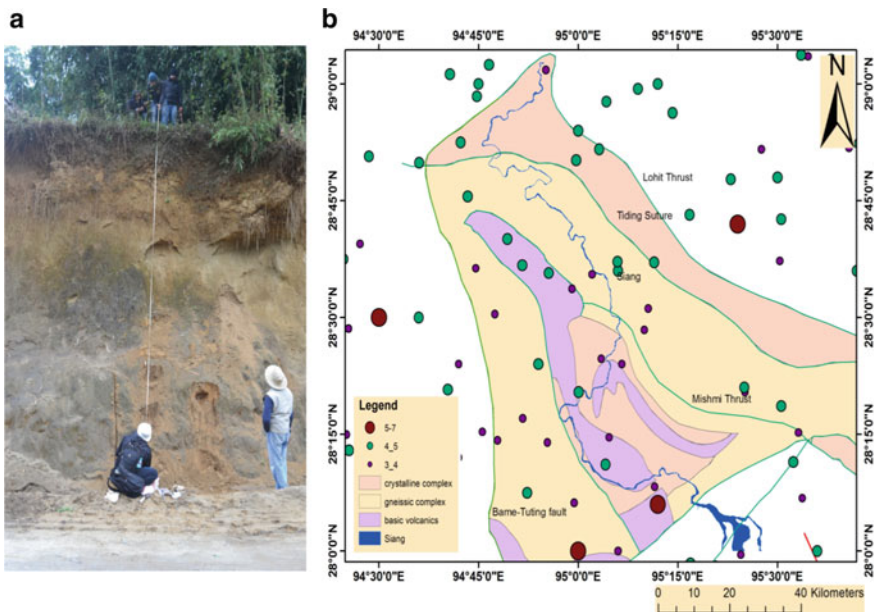 a
b
94°30'0"E 94°45'0"E 95°0'0"E 95°15'0"E 95°30'0"E
29°0'0"N
28°45'0"N
28°30'0"N
28°15'0"N
28°0'0"N
N
29°0'0"N
28°45'0"N
28°30'0"N
28°15'0"N
28°0'0"N
Lohit Thrust
Tiding Suture
Siang
Mishmi Thrust
Bame-Tuting fault
Legend
5-7
4_5
3_4
crystalline complex
gneissic complex
basic volcanics
Siang
94°30'0"E 94°45'0"E 95°0'0"E 95°15'0"E 95°30'0"E
0 10 20 40 Kilometers